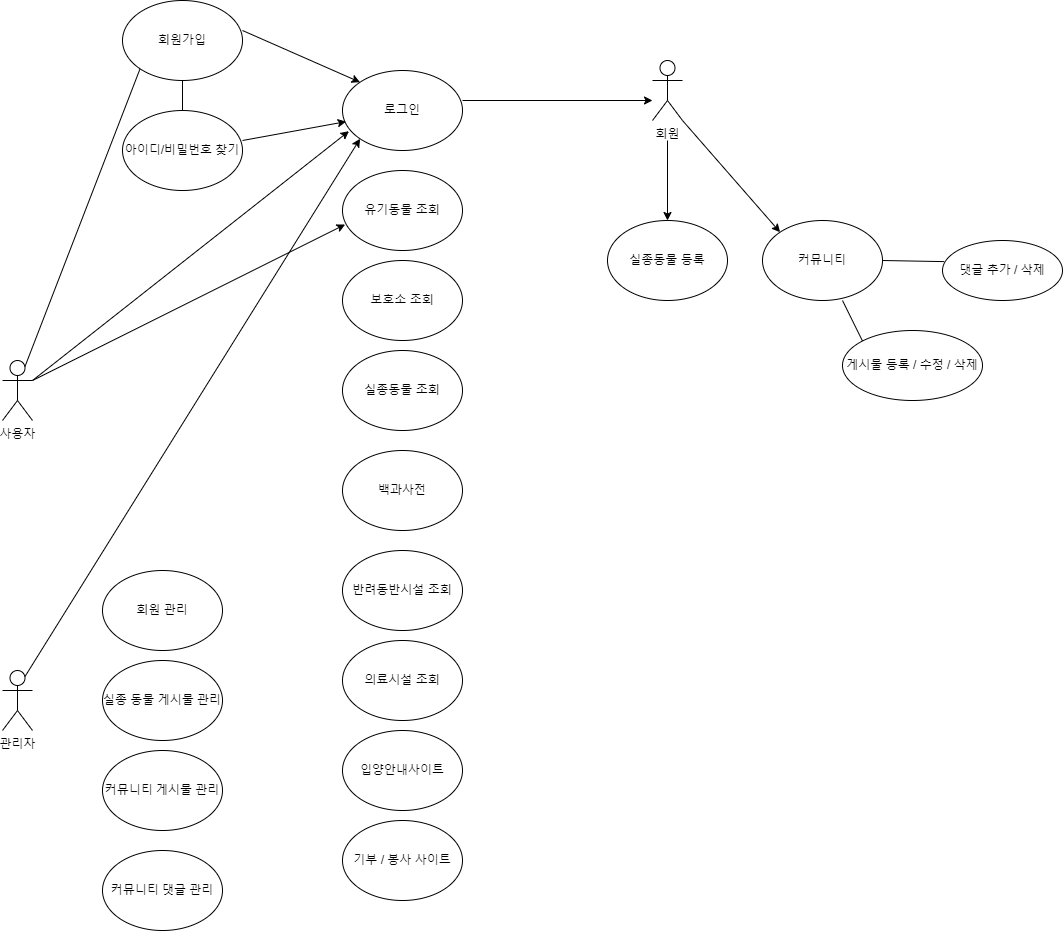 회원가입
로그인
회원
아이디/비밀번호 찾기
유기동물 조회
실종동물 등록
커뮤니티
댓글 추가 / 삭제
보호소 조회
게시물 등록 / 수정 / 삭제
실종동물 조회
사용자
백과사전
반려동반시설 조회
회원 관리
의료시설 조회
실종 동물 게시물 관리
관리자
입양안내사이트
커뮤니티 게시물 관리
기부 / 봉사 사이트
커뮤니티 댓글 관리